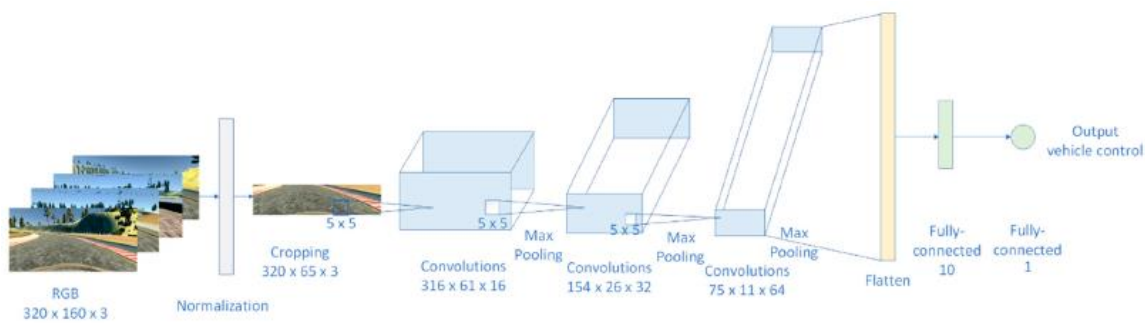 RGB
320 x 160 x 3
Normalization
5 x 5
Cropping
320 x 65 x 3
5 x 5
Convolutions
316 x 61 x 16
Max
Pooling
5 x 5
Convolutions
154 x 26 x 32
Max
Pooling
Convolutions
75 x 11 x 64
Max
Pooling
Flatten
Fully-
connected
10
Fully-
connected
1
Output
vehicle control